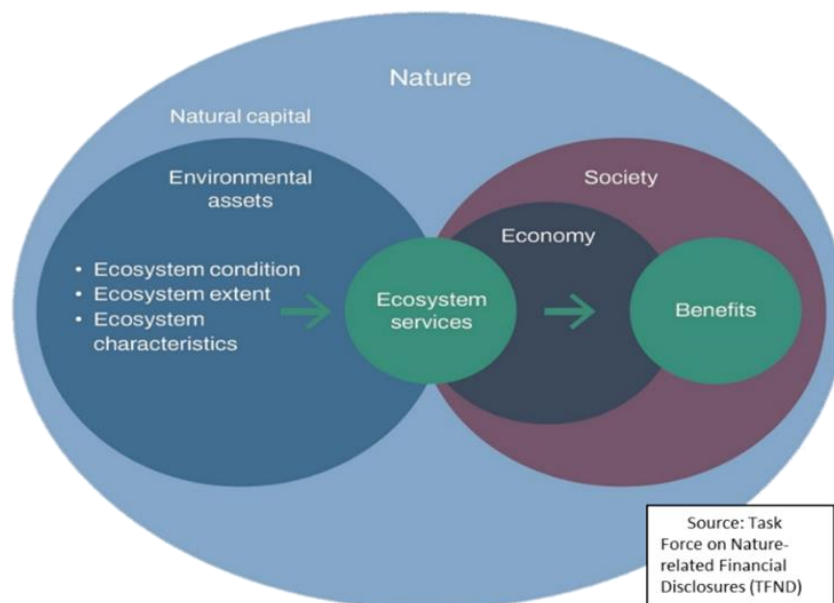 Nature
Natural capital
Environmental
assets
• Ecosystem condition
• Ecosystem extent
• Ecosystem
characteristics
Ecosystem
services
Society
Economy
Benefits
Source: Task
Force on Nature-
related Financial
Disclosures (TFND)